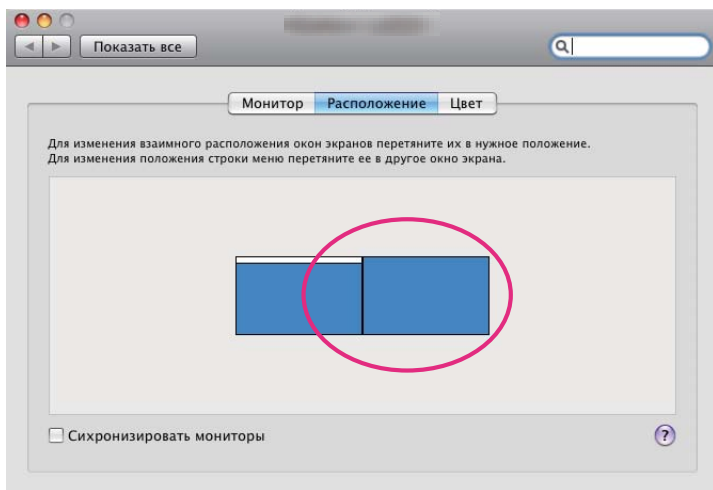 Показать все
Монитор Расположение Цвет
Для изменения взаимного расположения окон экранов перетяните их в нужное положение.
Для изменения положения строки меню перетяните ее в другое окно экрана.
Сихронизировать мониторы
?